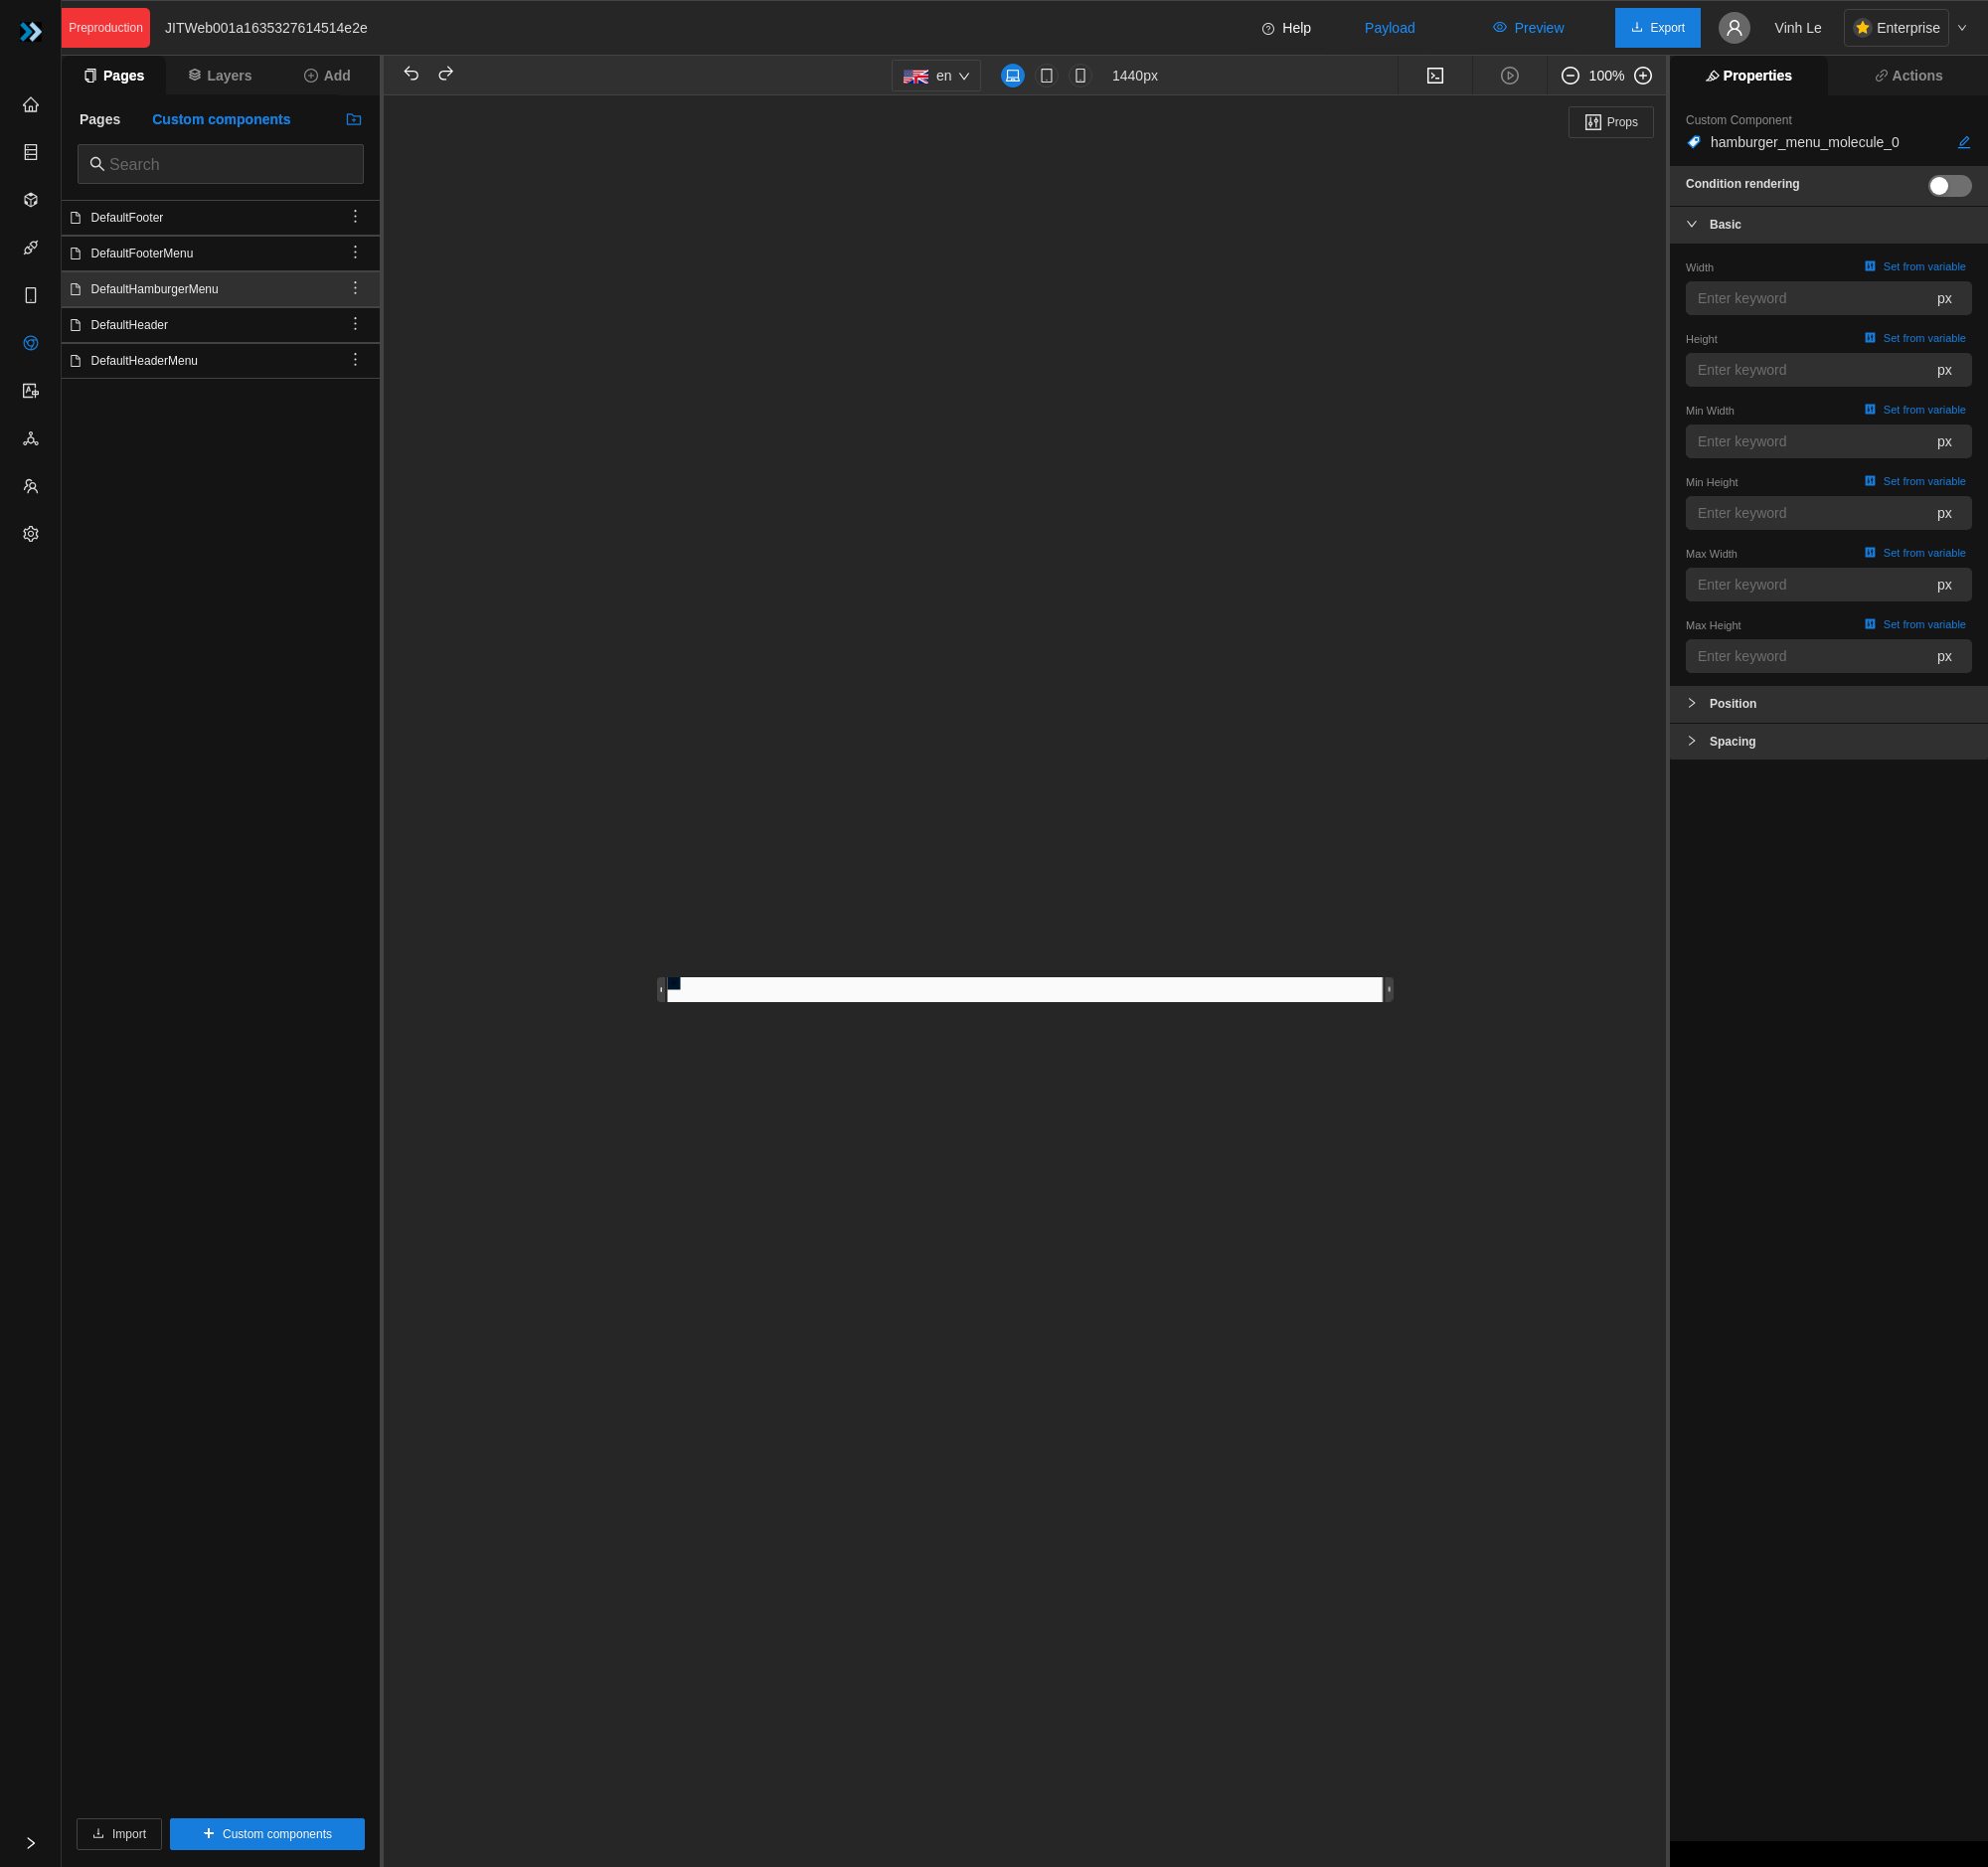 Preproduction
JITWeb001a1635327614514e2e
Help
Payload
Preview
Export
Vinh Le
Enterprise
Pages
Layers
Add
en
1440px
100%
Properties
Actions
Pages
Custom components
Search
DefaultFooter
DefaultFooterMenu
DefaultHamburgerMenu
DefaultHeader
DefaultHeaderMenu
Import
Custom components
Props
Custom Component
hamburger_menu_molecule_0
Condition rendering
Basic
Width
Set from variable
Enter keyword
px
Height
Set from variable
Enter keyword
px
Min Width
Set from variable
Enter keyword
px
Min Height
Set from variable
Enter keyword
px
Max Width
Set from variable
Enter keyword
px
Max Height
Set from variable
Enter keyword
px
Position
Spacing